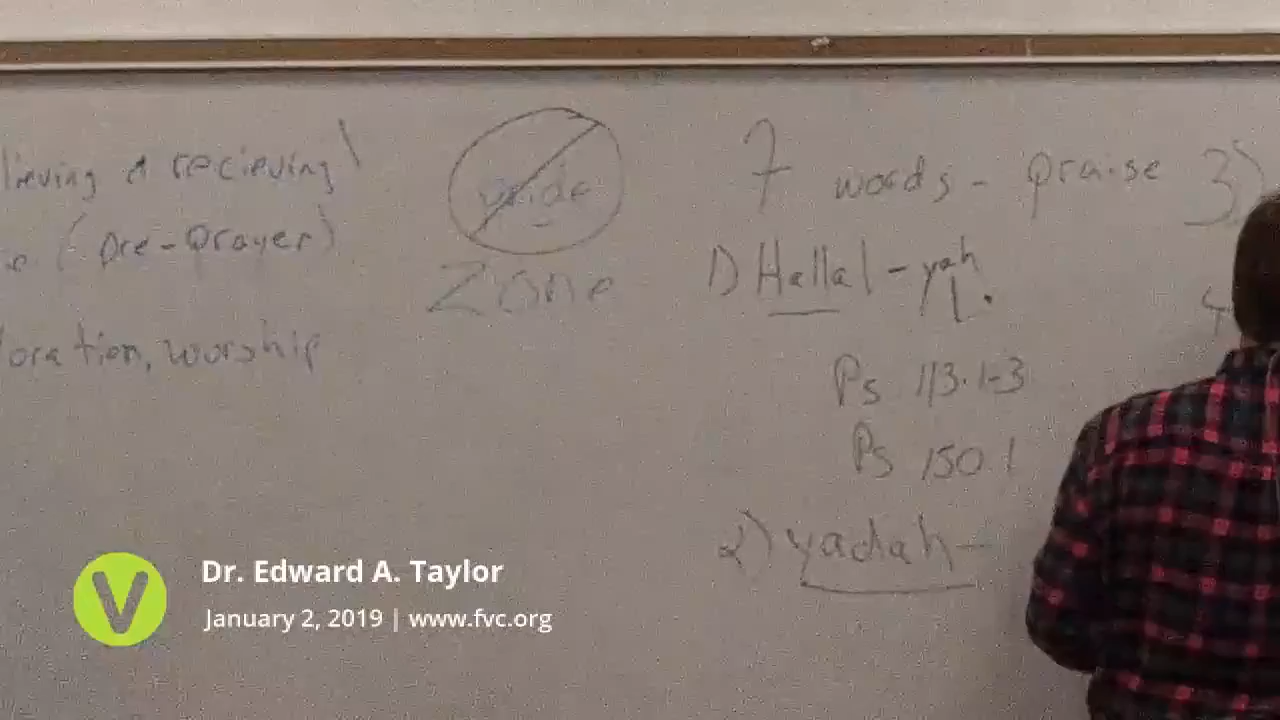 lieving & recieving
(pre-prayer)
oration, worship
Zone
7 words - praise
1) Hallal - yah
Ps 113.1-3
Ps 150.1
2) yadah -
3)
4
V
Dr. Edward A. Taylor
January 2, 2019 | www.fvc.org